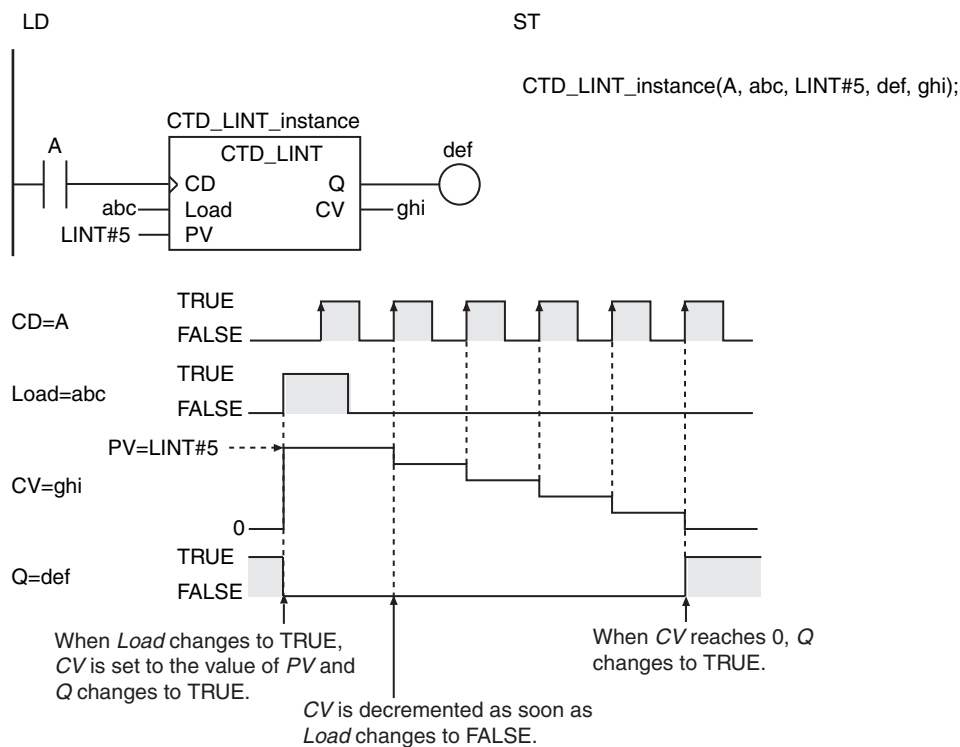 LD
ST
CTD_LINT_instance(A, abc, LINT#5, def, ghi);
CTD_LINT_instance
A
CTD_LINT
def
CD
Q
abc
Load
CV
ghi
LINT#5
PV
TRUE
CD=A
FALSE
TRUE
Load=abc
FALSE
PV=LINT#5
CV=ghi
0
TRUE
Q=def
FALSE
When Load changes to TRUE,
CV is set to the value of PV and
Q changes to TRUE.
CV is decremented as soon as
Load changes to FALSE.
When CV reaches 0, Q
changes to TRUE.